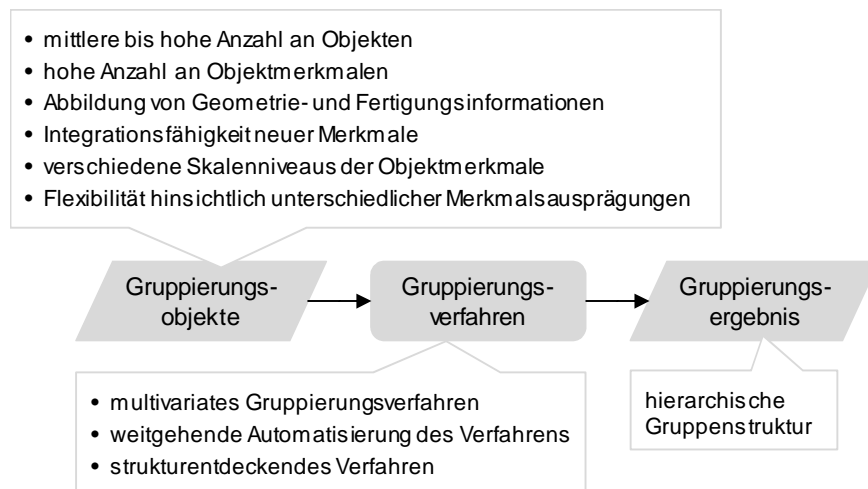 • mittlere bis hohe Anzahl an Objekten
• hohe Anzahl an Objektmerkmalen
• Abbildung von Geometrie- und Fertigungsinformationen
• Integrationsfähigkeit neuer Merkmale
• verschiedene Skalenniveaus der Objektmerkmale
• Flexibilität hinsichtlich unterschiedlicher Merkmalsausprägungen
Gruppierungs-
objekte
Gruppierungs-
verfahren
Gruppierungs-
ergebnis
• multivariates Gruppierungsverfahren
• weitgehende Automatisierung des Verfahrens
• strukturentdeckendes Verfahren
hierarchische
Gruppenstruktur